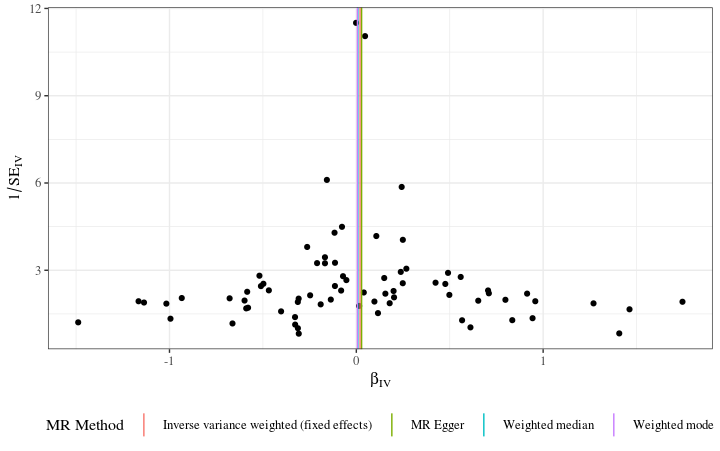 12
9
6
3
1/SE_IV
-1 0 1
β_IV
MR Method Inverse variance weighted (fixed effects) MR Egger Weighted median Weighted mode